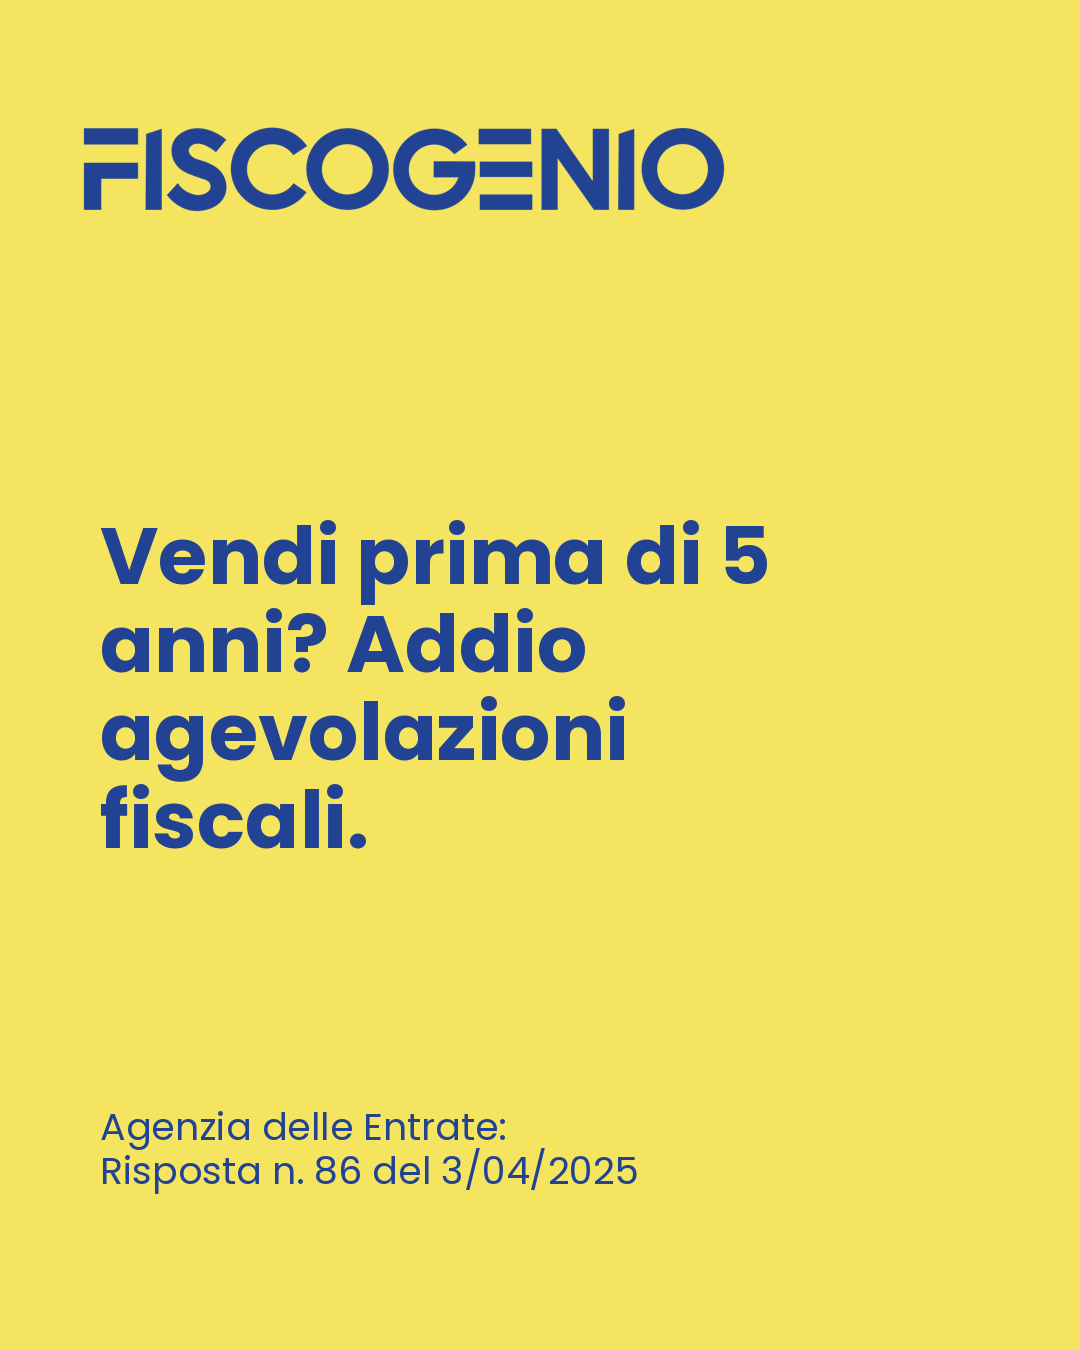 FISCOGENIO
Vendi prima di 5
anni? Addio
agevolazioni
fiscali.
Agenzia delle Entrate:
Risposta n. 86 del 3/04/2025